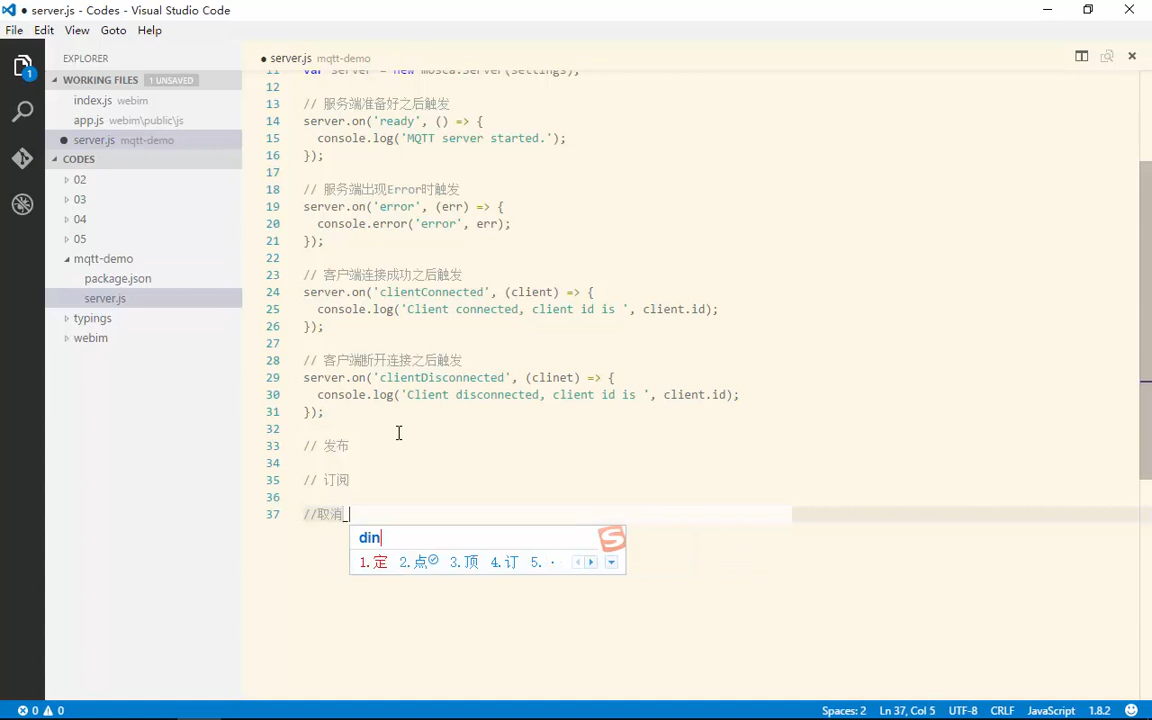 server.js - Codes - Visual Studio Code
File Edit View Goto Help
EXPLORER
WORKING FILES 1 UNSAVED
index.js webim
app.js webim\public\js
server.js mqtt-demo
CODES
02
03
04
05
mqtt-demo
package.json
server.js
typings
webim
1
server.js mqtt-demo
11 var server = new mosca.Server(settings);
12
13 // 服务端准备好之后触发
14 server.on('ready', () => {
15 console.log('MQTT server started.');
16 });
17
18 // 服务端出现Error时触发
19 server.on('error', (err) => {
20 console.error('error', err);
21 });
22
23 // 客户端连接成功之后触发
24 server.on('clientConnected', (client) => {
25 console.log('Client connected, client id is ', client.id);
26 });
27
28 // 客户端断开连接之后触发
29 server.on('clientDisconnected', (clinet) => {
30 console.log('Client disconnected, client id is ', client.id);
31 });
32
33 // 发布
34
35 // 订阅
36
37 //取消
din
1.定 2.点 3.顶 4.订 5.
S
0 0 Spaces: 2 Ln 37, Col 5 UTF-8 CRLF JavaScript 1.8.2